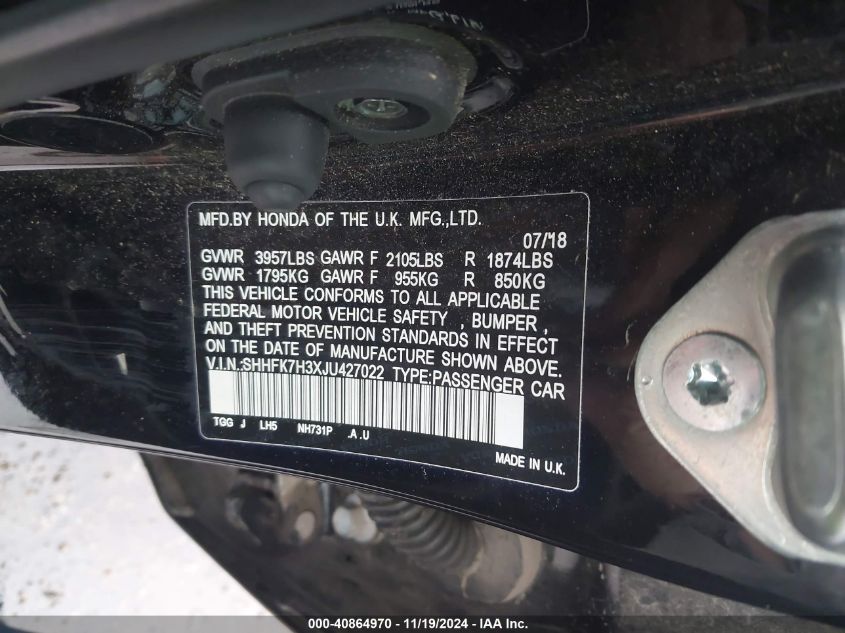 MFD.BY HONDA OF THE U.K. MFG.,LTD.
07/18
GVWR 3957LBS GAWR F 2105LBS R 1874LBS
GVWR 1795KG GAWR F 955KG R 850KG
THIS VEHICLE CONFORMS TO ALL APPLICABLE
FEDERAL MOTOR VEHICLE SAFETY , BUMPER ,
AND THEFT PREVENTION STANDARDS IN EFFECT
ON THE DATE OF MANUFACTURE SHOWN ABOVE.
V.I.N.:SHHFK7H3XJU427022 TYPE:PASSENGER CAR
TGG J LH5 NH731P .A .U
MADE IN U.K.
000-40864970 — 11/19/2024 — IAA Inc.